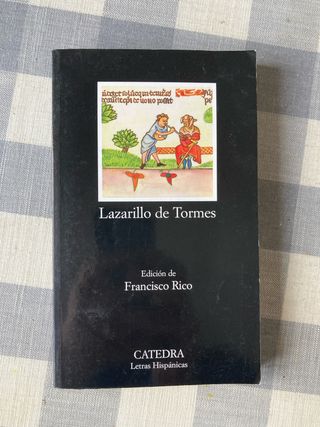 Lazarillo de Tormes
Edición de
Francisco Rico
CATEDRA
Letras Hispánicas